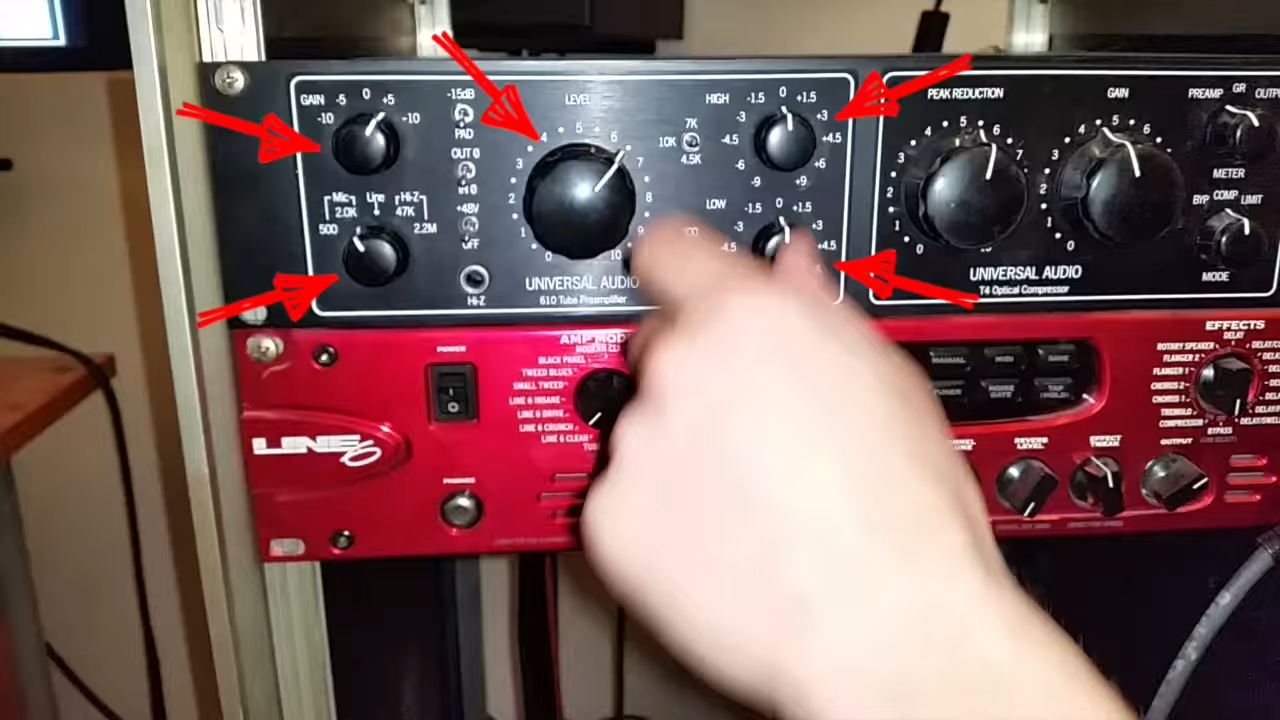 GAIN -5 0 +5
-10 -10
Mic Line Hi-Z
2.0K 47K
500 2.2M
-15dB
PAD
OUT Ø
IN Ø
+48V
OFF
Hi-Z
LEVEL
0 1 2 3 4 5 6 7 8 9 10
UNIVERSAL AUDIO
610 Tube Preamplifier
HIGH -1.5 0 +1.5
-3 +3
-4.5 +4.5
-6 +6
-9 +9
7K
10K
4.5K
LOW -1.5 0 +1.5
+3
-4.5 +4.5
PEAK REDUCTION
0 1 2 3 4 5 6 7
GAIN
0 1 2 3 4 5 6 7
UNIVERSAL AUDIO
T4 Optical Compressor
PREAMP GR
METER
BYP COMP LIMIT
MODE
LINE 6
POWER
PHONES
BLACK PANEL
TWEED BLUES
SMALL TWEED
LINE 6 INSANE
LINE 6 DRIVE
LINE 6 CRUNCH
LINE 6 CLEAN
MANUAL
MIDI
SAVE
NOISE
GATE
TAP
(HOLD)
REVERB
LEVEL
EFFECT
TWEAK
OUTPUT
EFFECTS
DELAY
ROTARY SPEAKER
FLANGER 2
FLANGER 1
CHORUS 2
CHORUS 1
TREMOLO
COMPRESSOR
BYPASS